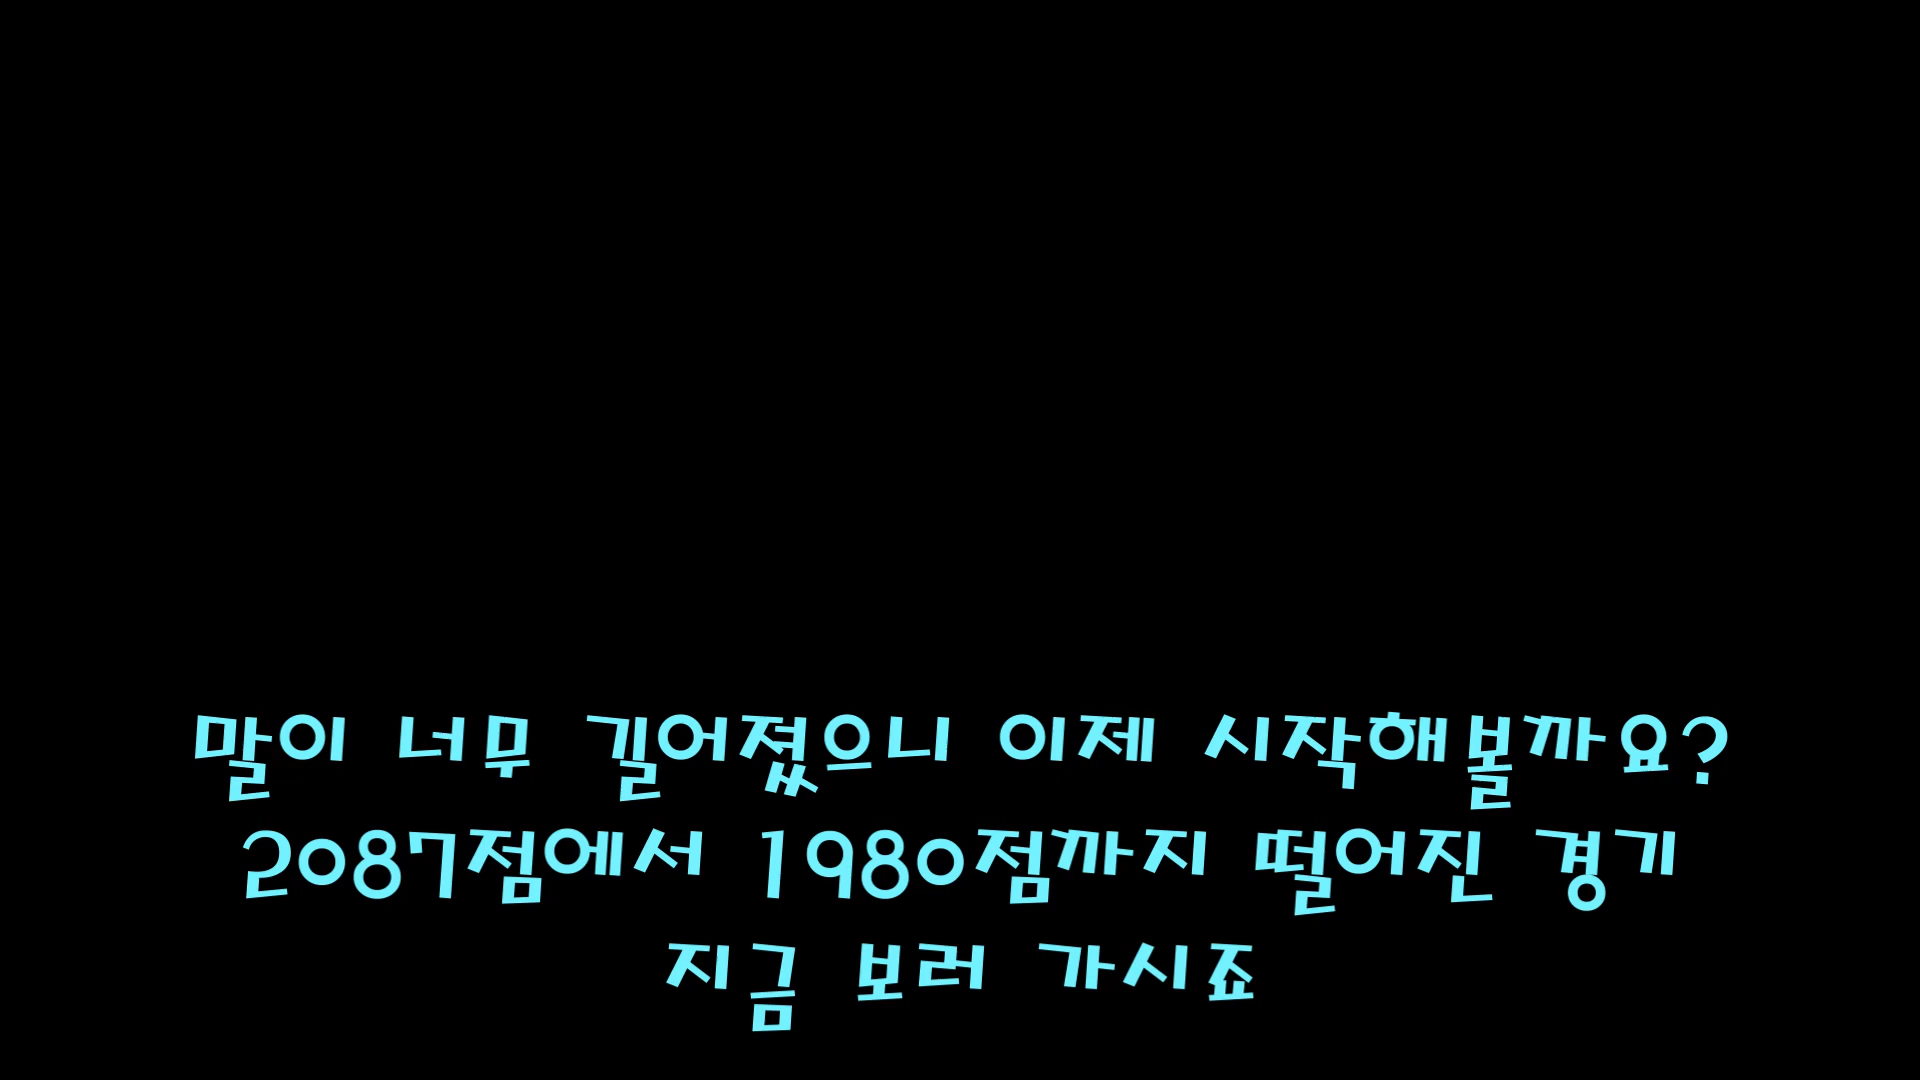 말이 너무 길어졌으니 이제 시작해볼까요?
2087점에서 1980점까지 떨어진 경기
지금 보러 가시죠